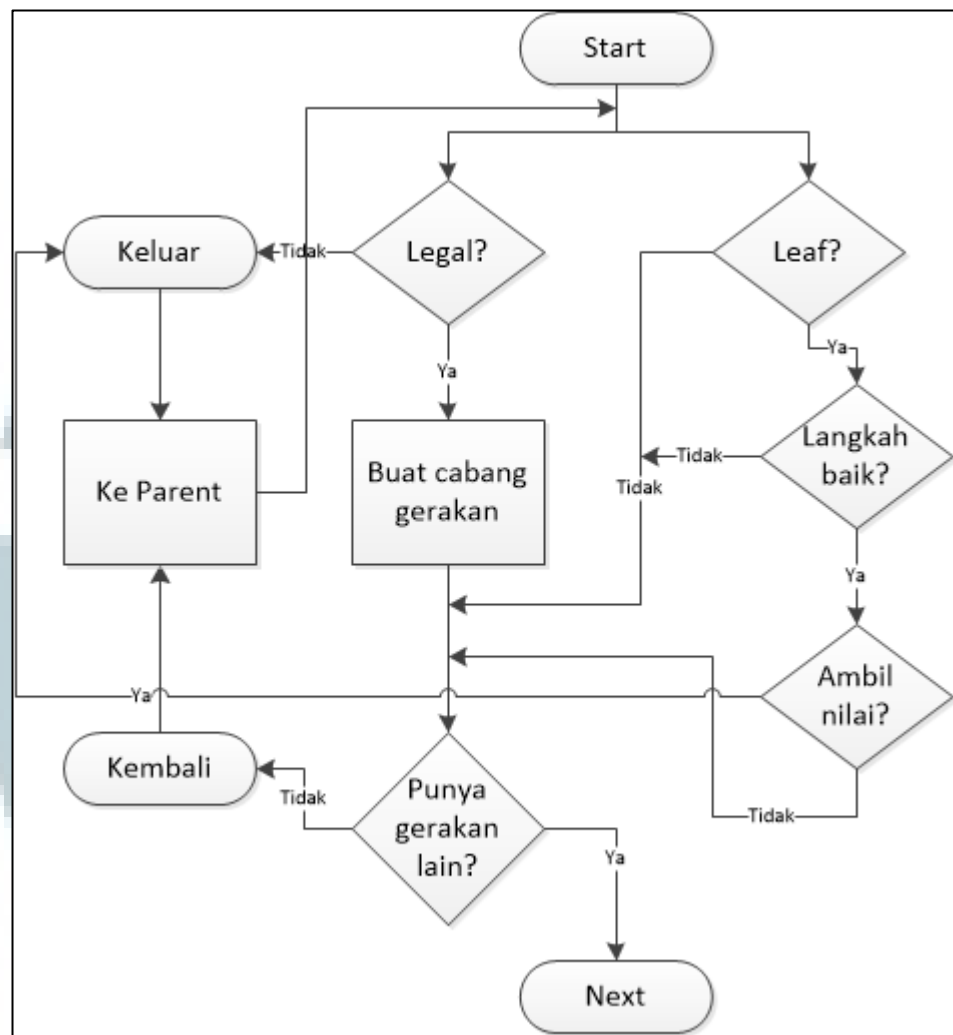 Start
Keluar
Tidak
Legal?
Leaf?
Ya
Ya
Ke Parent
Buat cabang
gerakan
Tidak
Tidak
Langkah
baik?
Ya
Ya
Ambil
nilai?
Kembali
Tidak
Punya
gerakan
lain?
Tidak
Ya
Next